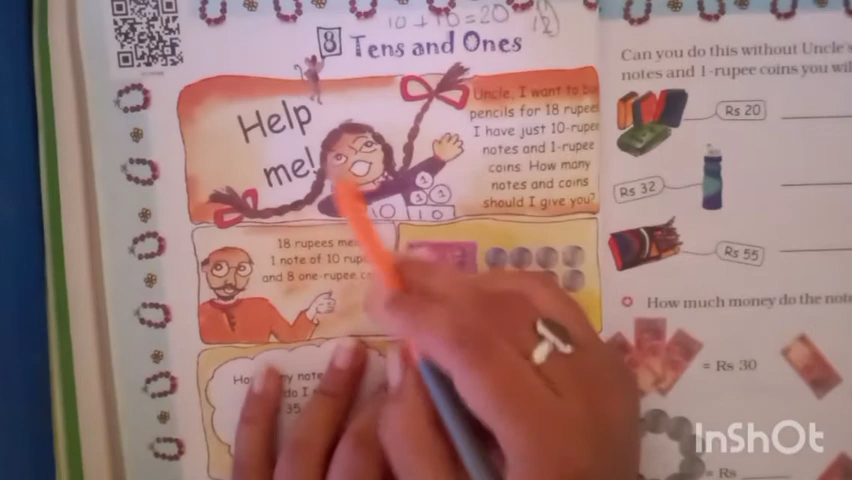 10 + 10 = 20
8 Tens and Ones
Help
me!
Uncle, I want to
pencils for 18 rupees
I have just 10-rupee
notes and 1-rupee
coins. How many
notes and coins
should I give you?
1
1 1
10 10
18 rupees
1 note of 10
and 8 one-rupee
do I
35
Can you do this without Uncle's
notes and 1-rupee coins you
Rs 20
Rs 32
Rs 55
How much money do the
= Rs 30
= Rs
InShOt